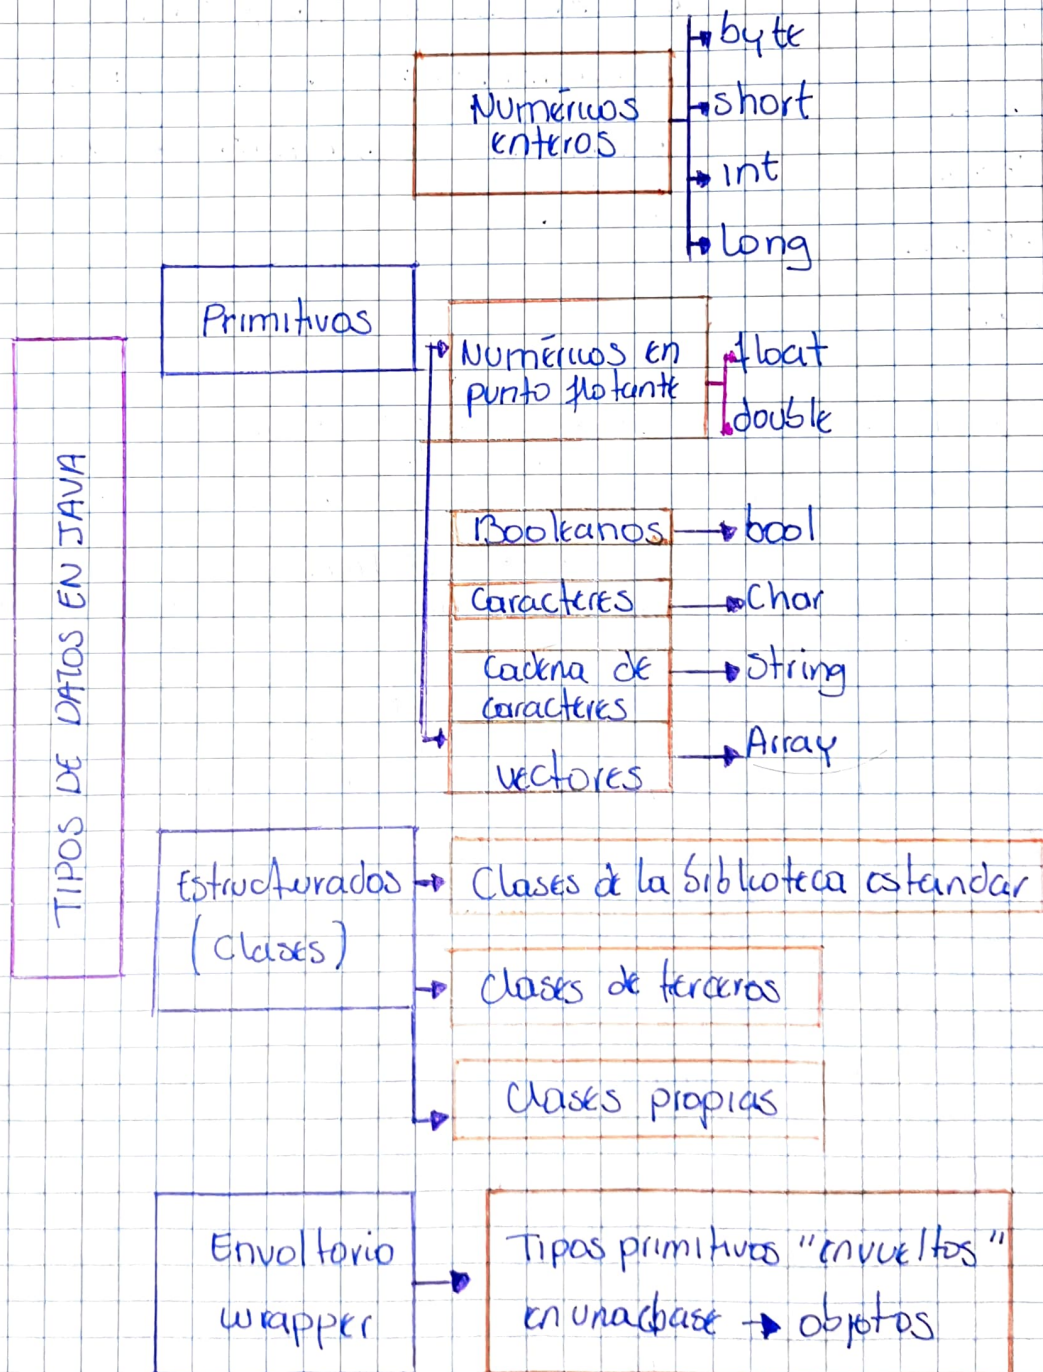 TIPOS DE DATOS EN JAVA
Primitivos
Numéricos
enteros
byte
short
int
long
Numéricos en
punto flotante
float
double
Booleanos
bool
Caracteres
Char
Cadena de
caracteres
String
vectores
Array
Estructurados
(Clases)
Clases de la biblioteca estandar
Clases de terceros
Clases propias
Envoltorio
wrapper
Tipos primitivos "envueltos"
en una clase → objetos